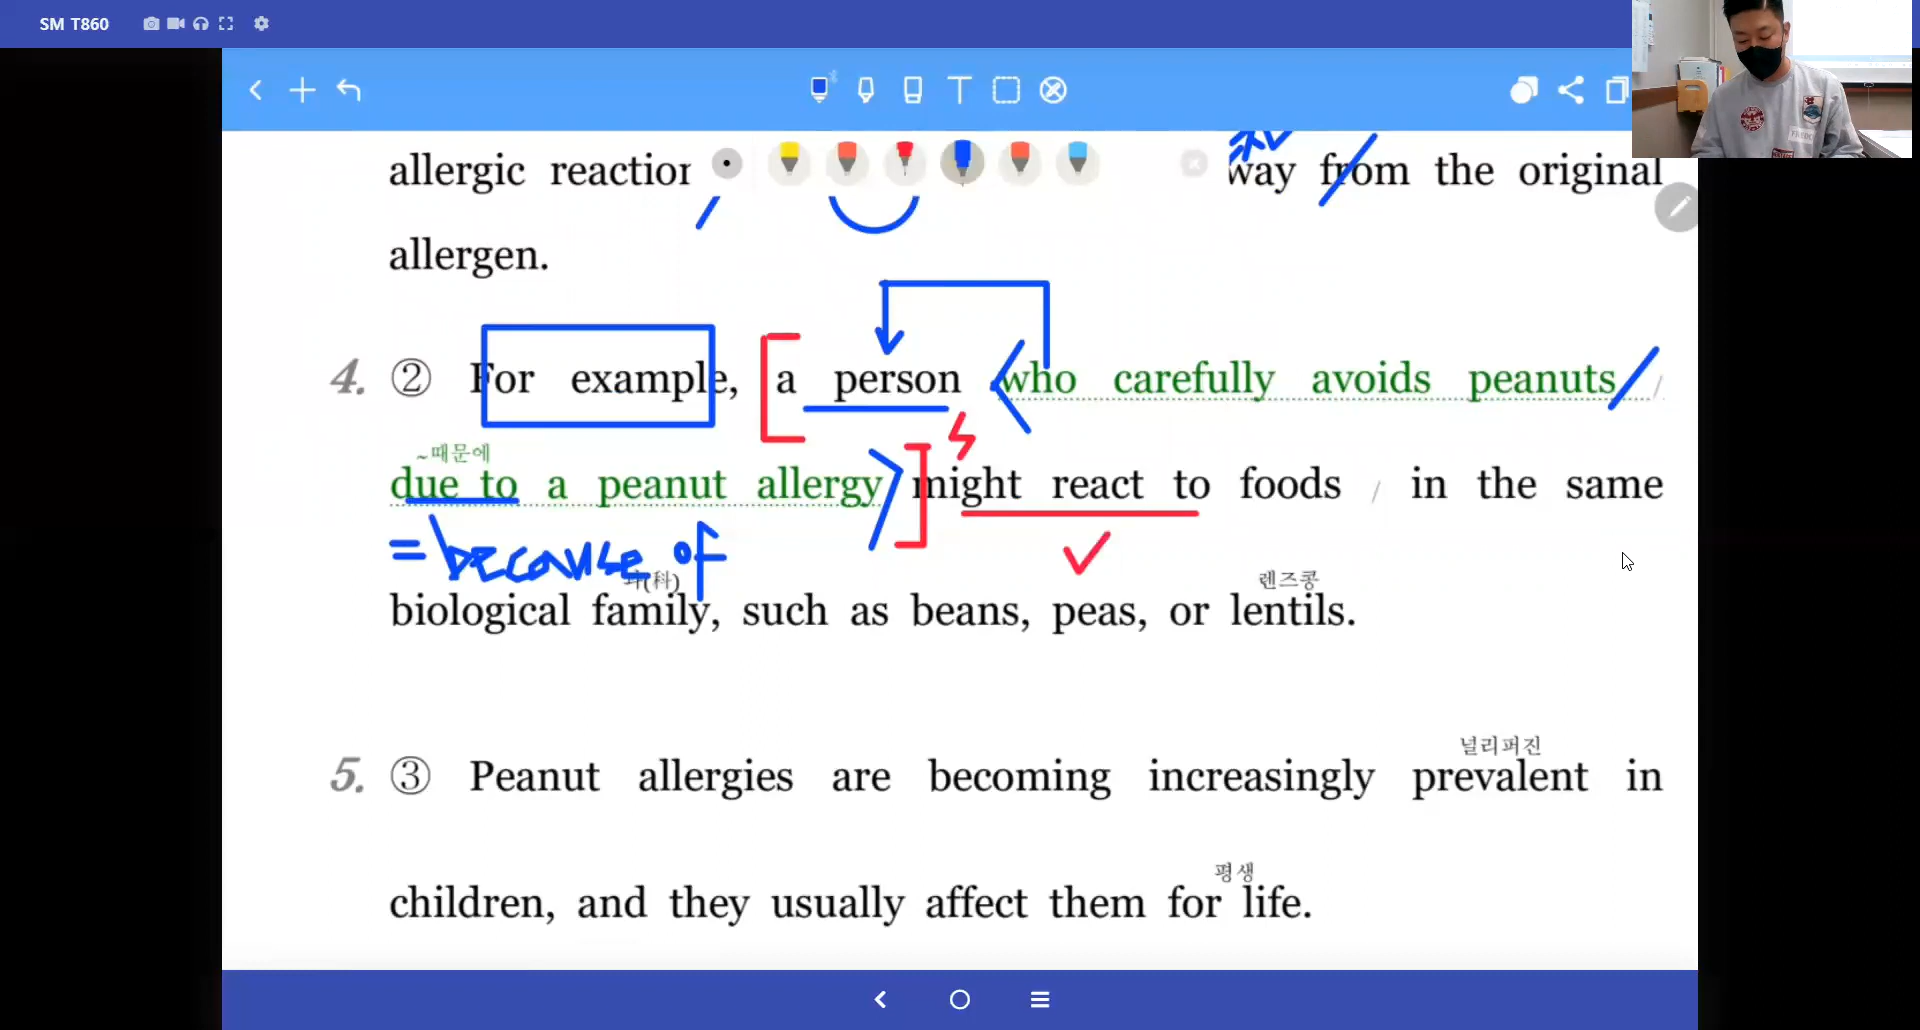 SM T860
allergic reaction way from the original
allergen.
4. ② For example, a person who carefully avoids peanuts /
~때문에
due to a peanut allergy might react to foods / in the same
= because of
과(科)
렌즈콩
biological family, such as beans, peas, or lentils.
널리퍼진
5. ③ Peanut allergies are becoming increasingly prevalent in
평생
children, and they usually affect them for life.